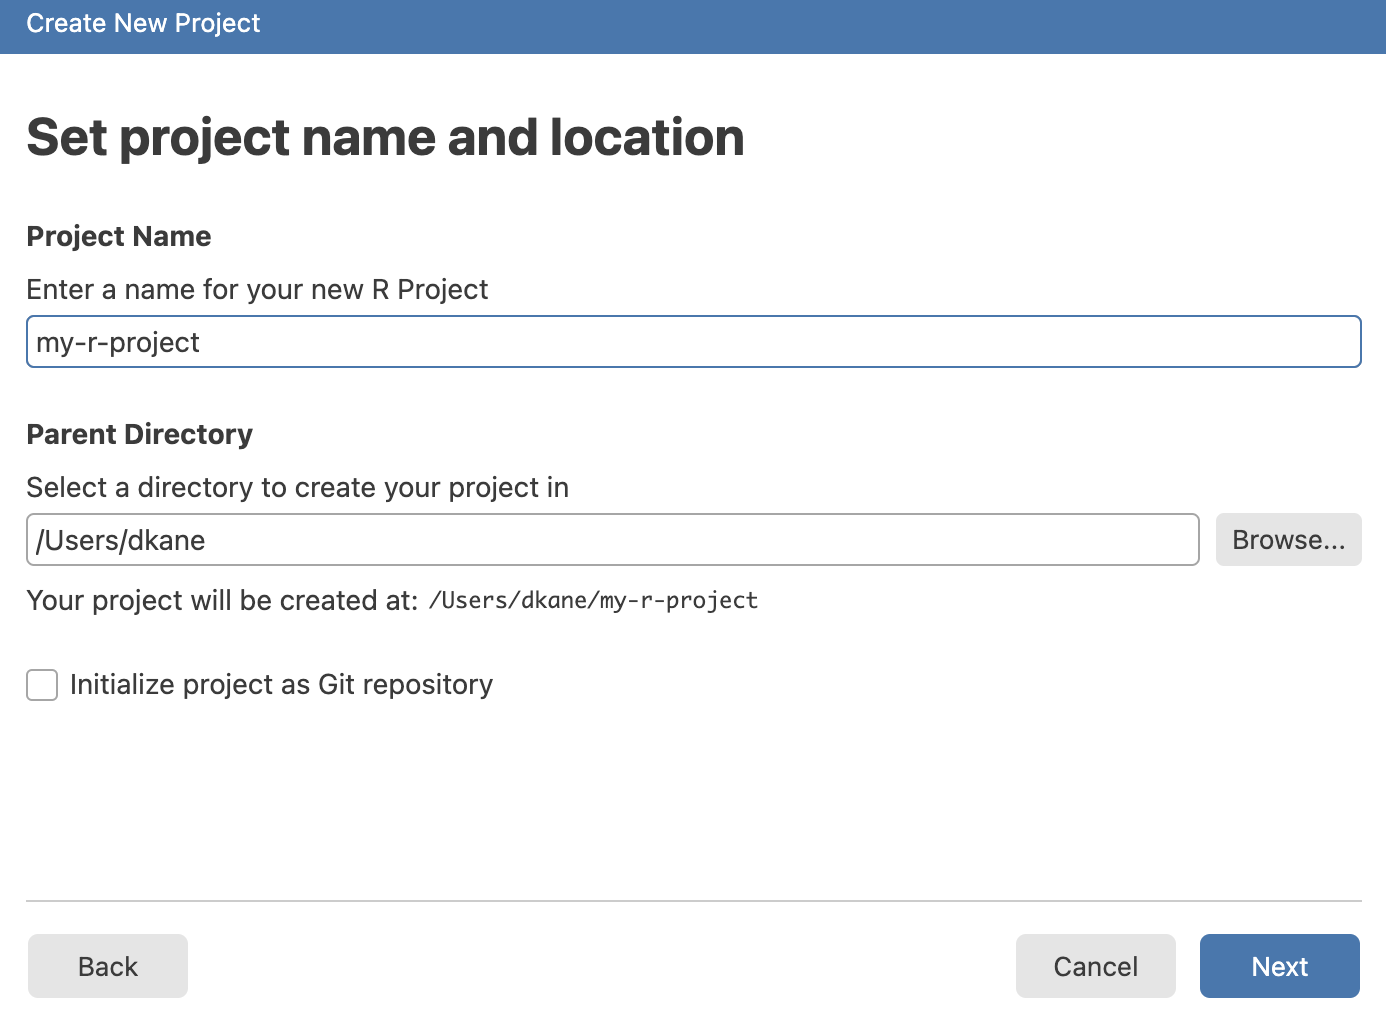 Create New Project
Set project name and location
Project Name
Enter a name for your new R Project
my-r-project
Parent Directory
Select a directory to create your project in
/Users/dkane
Browse...
Your project will be created at: /Users/dkane/my-r-project
Initialize project as Git repository
Back
Cancel
Next